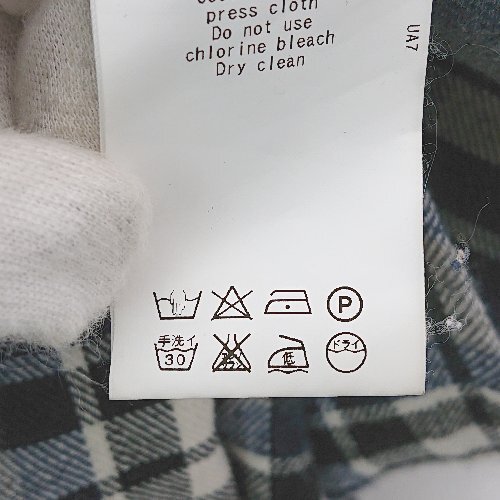 press cloth
Do not use
chlorine bleach
Dry clean
UA7
P
手洗イ
30
低
ドライ